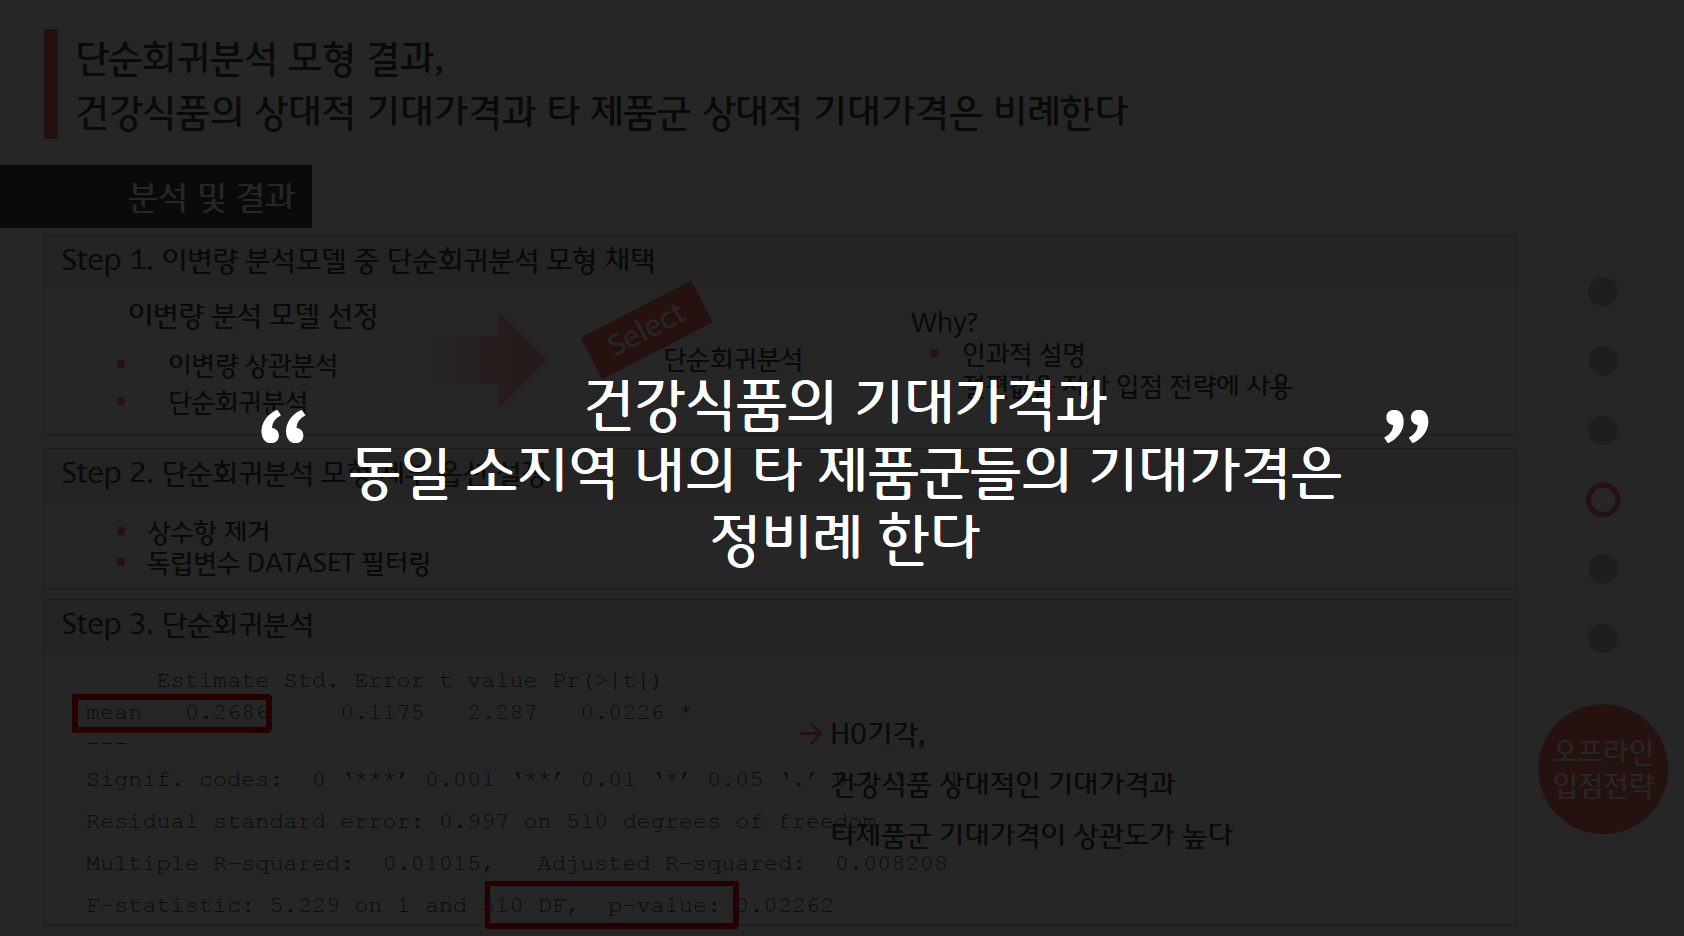 단순회귀분석 모형 결과,
건강식품의 상대적 기대가격과 타 제품군 상대적 기대가격은 비례한다
분석 및 결과
Step 1. 이변량 분석모델 중 단순회귀분석 모형 채택
이변량 분석 모델 선정
이변량 상관분석
단순회귀분석
Select
단순회귀분석
Why?
인과적 설명
입점 전략에 사용
“ 건강식품의 기대가격과 ”
동일 소지역 내의 타 제품군들의 기대가격은
정비례 한다
Step 2. 단순회귀분석
상수항 제거
독립변수 DATASET 필터링
Step 3. 단순회귀분석
Estimate Std. Error t value Pr(>|t|)
mean 0.2686 0.1175 2.287 0.0226 *
---
Signif. codes: 0 ‘***’ 0.001 ‘**’ 0.01 ‘*’ 0.05 ‘.’
Residual standard error: 0.997 on 510 degrees of freedom
Multiple R-squared: 0.01015, Adjusted R-squared: 0.008208
F-statistic: 5.229 on 1 and 510 DF, p-value: 0.02262
→ H0기각,
건강식품 상대적인 기대가격과
타제품군 기대가격이 상관도가 높다
오프라인
입점전략